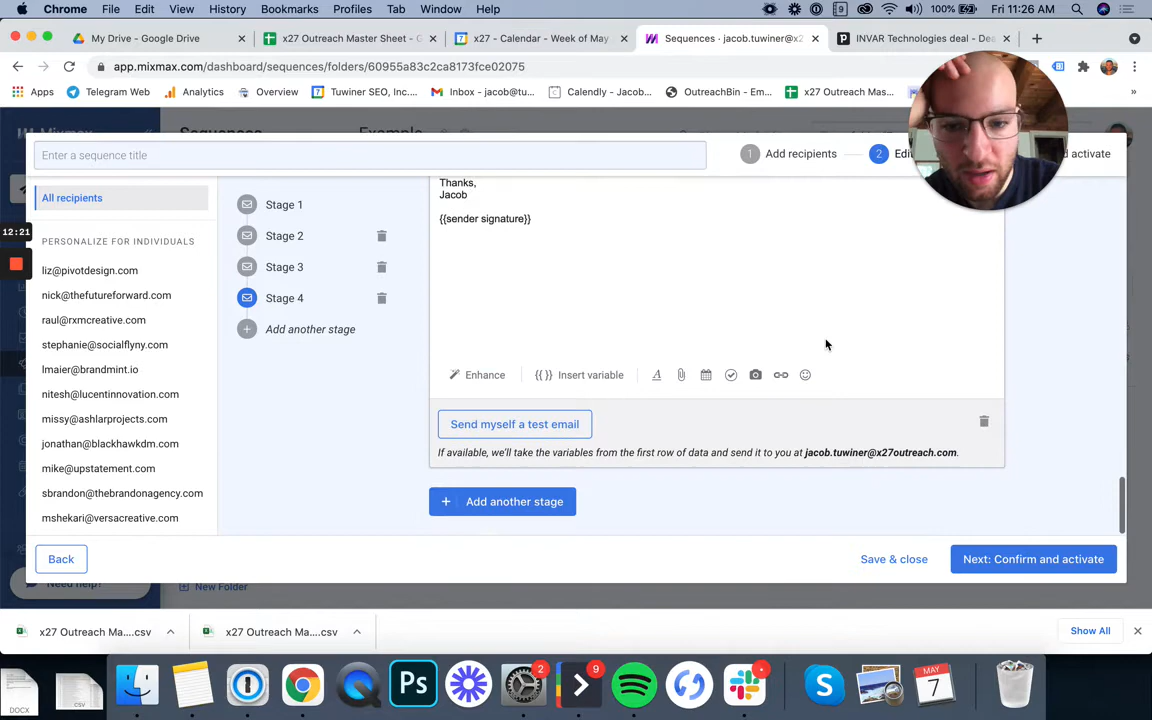 Chrome File Edit View History Bookmarks Profiles Tab Window Help
9 100% Fri 11:26 AM
My Drive - Google Drive
x27 Outreach Master Sheet - G
x27 - Calendar - Week of May
Sequences · jacob.tuwiner@x2
INVAR Technologies deal - De
app.mixmax.com/dashboard/sequences/folders/60955a83c2ca8173fce02075
Apps Telegram Web Analytics Overview Tuwiner SEO, Inc.... Inbox - jacob@tu... Calendly - Jacob... OutreachBin - Em... x27 Outreach Mas... »
Mixmax
Sequences Example
Enter a sequence title
1 Add recipients
2
d activate
All recipients
PERSONALIZE FOR INDIVIDUALS
liz@pivotdesign.com
nick@thefutureforward.com
raul@rxmcreative.com
stephanie@socialflyny.com
lmaier@brandmint.io
nitesh@lucentinnovation.com
missy@ashlarprojects.com
jonathan@blackhawkdm.com
mike@upstatement.com
sbrandon@thebrandonagency.com
mshekari@versacreative.com
12:21
Stage 1
Stage 2
Stage 3
Stage 4
Add another stage
Thanks,
Jacob
{{sender signature}}
Enhance {{ }} Insert variable
Send myself a test email
If available, we'll take the variables from the first row of data and send it to you at jacob.tuwiner@x27outreach.com.
+ Add another stage
Back
Save & close
Next: Confirm and activate
Need help?
New Folder
x27 Outreach Ma....csv
x27 Outreach Ma....csv
Show All
DOCX
CSV
Ps
2
9
MAY
7